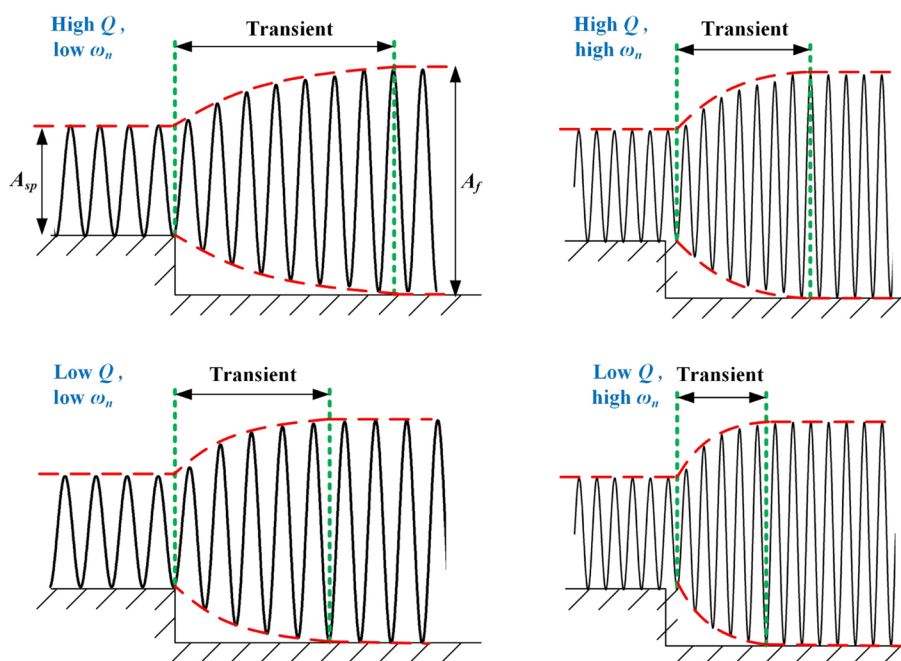 High Q ,
low ωn
Transient
Asp
Af
High Q ,
high ωn
Transient
Low Q ,
low ωn
Transient
Low Q ,
high ωn
Transient